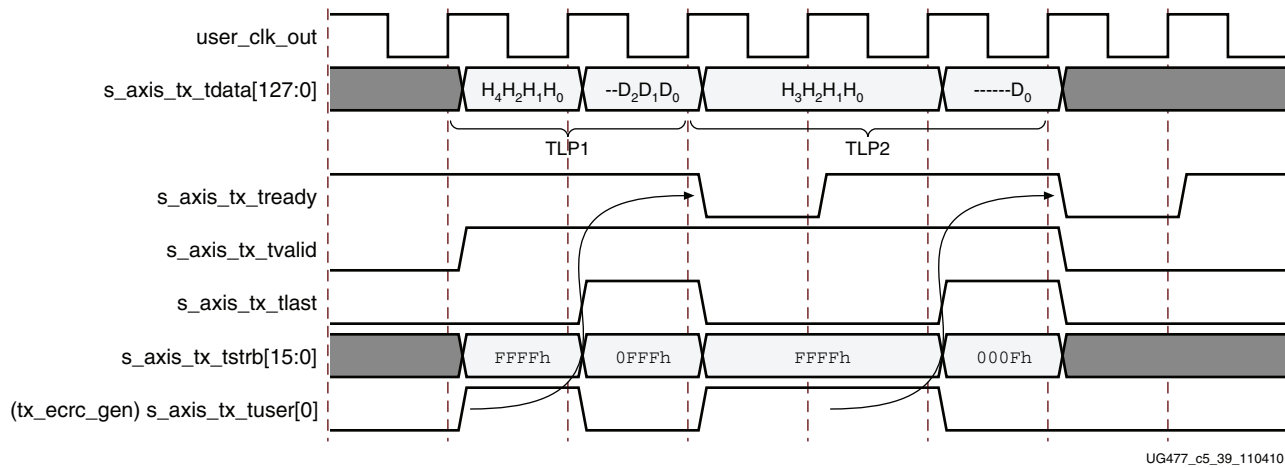 user_clk_out
s_axis_tx_tdata[127:0] H₄H₂H₁H₀ --D₂D₁D₀ H₃H₂H₁H₀ ------D₀
TLP1 TLP2
s_axis_tx_tready
s_axis_tx_tvalid
s_axis_tx_tlast
s_axis_tx_tstrb[15:0] FFFFh 0FFFh FFFFh 000Fh
(tx_ecrc_gen) s_axis_tx_tuser[0]
UG477_c5_39_110410